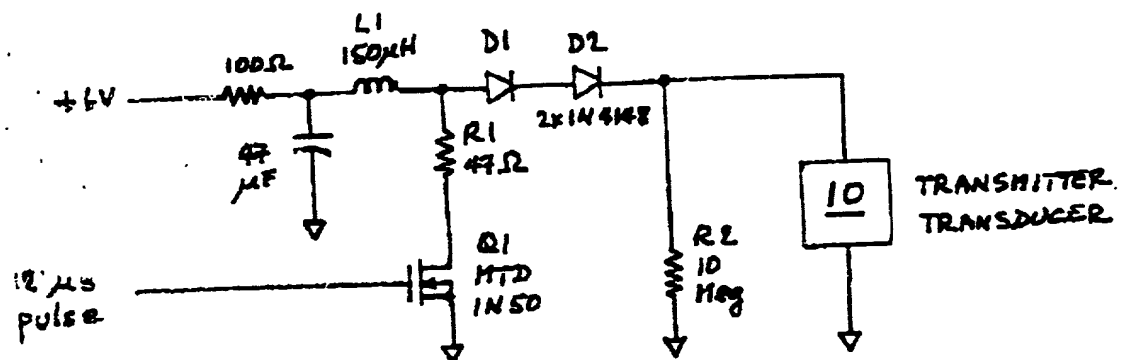 L1
150μH
D1
D2
100Ω
+6V
2x1N4148
47
μF
R1
47Ω
10
TRANSMITTER
TRANSDUCER
Q1
MTD
1N50
R2
10
Meg
12 μs
pulse